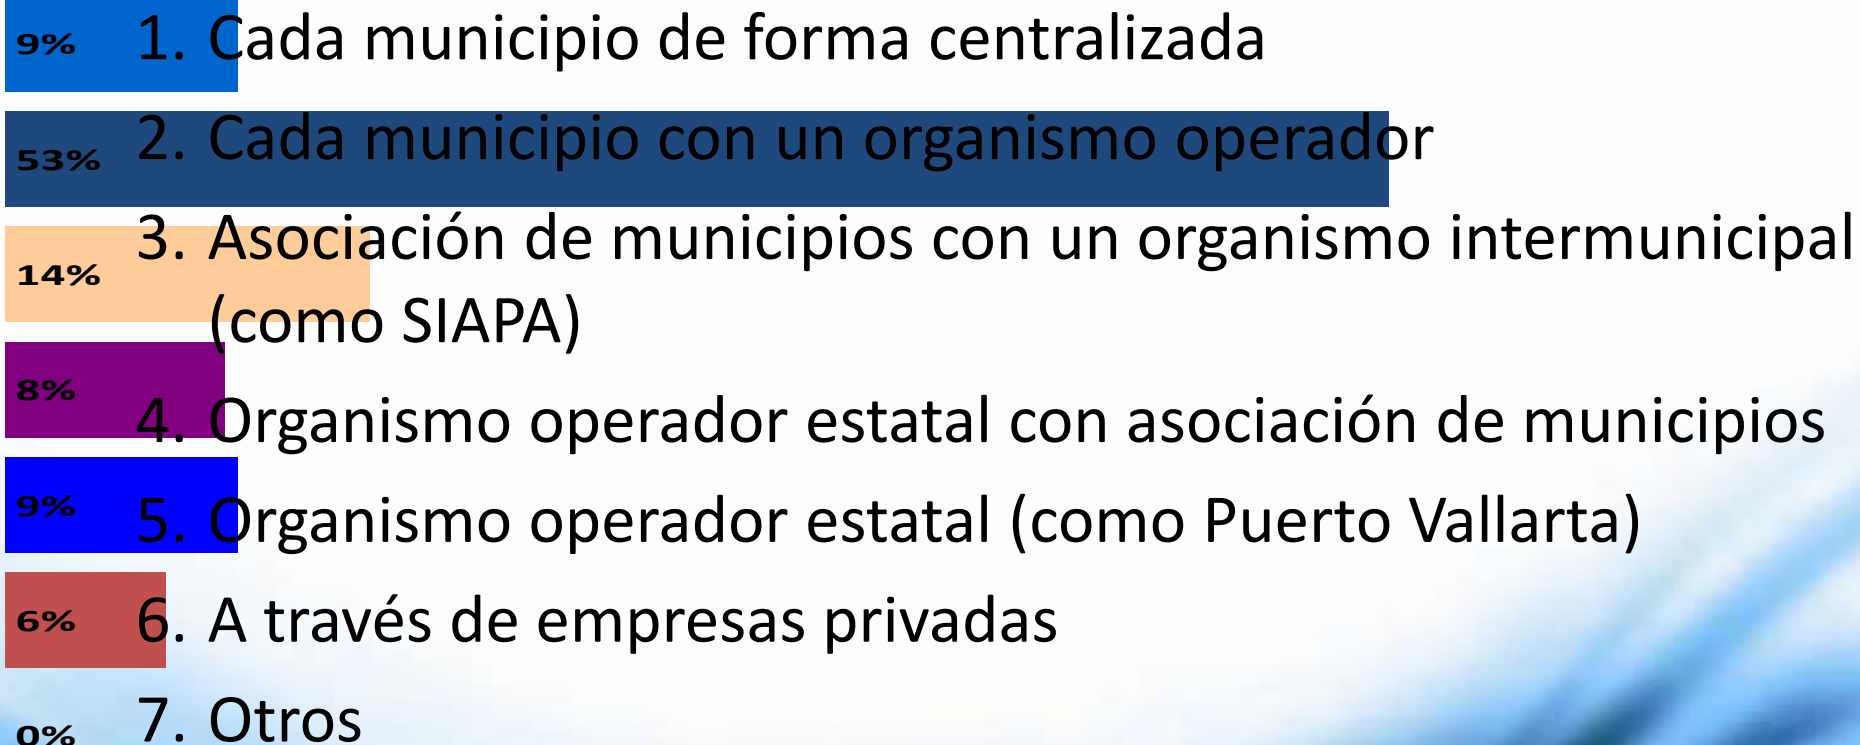 9% 1. Cada municipio de forma centralizada
53% 2. Cada municipio con un organismo operador
14% 3. Asociación de municipios con un organismo intermunicipal
(como SIAPA)
8% 4. Organismo operador estatal con asociación de municipios
9% 5. Organismo operador estatal (como Puerto Vallarta)
6% 6. A través de empresas privadas
0% 7. Otros